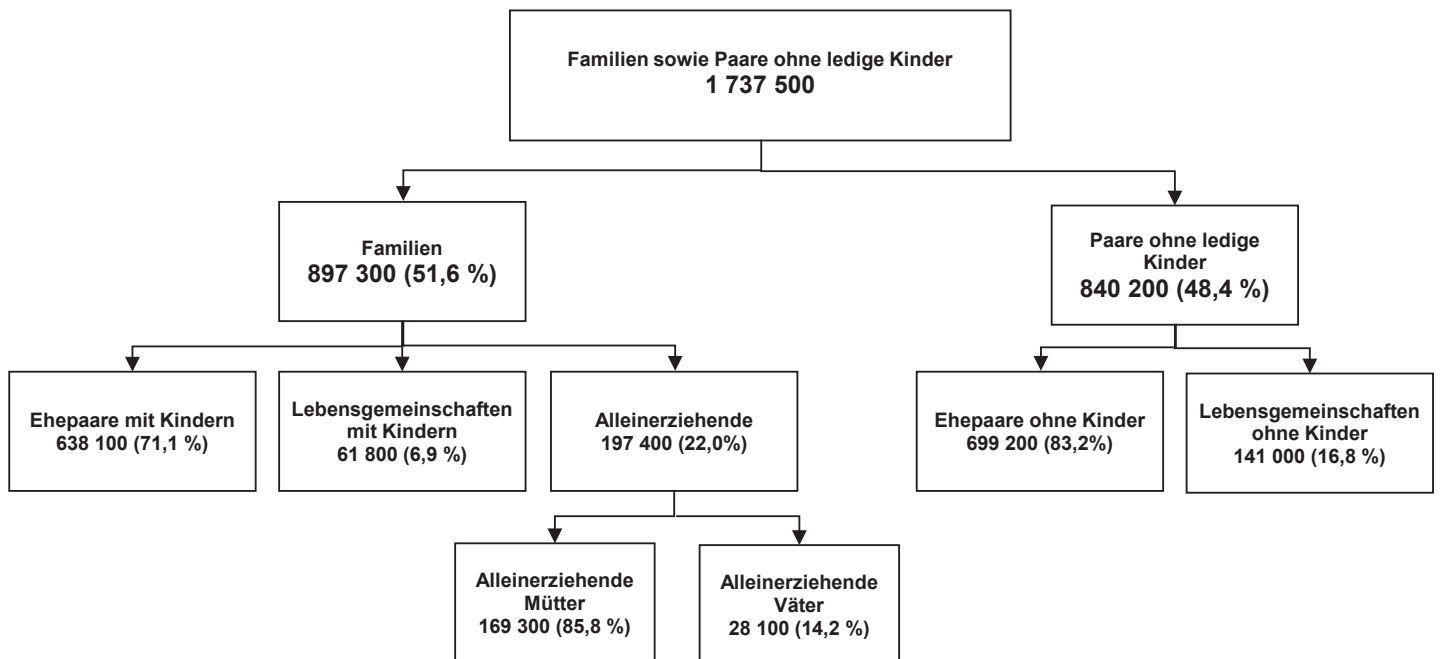 Familien sowie Paare ohne ledige Kinder
1 737 500
Familien
897 300 (51,6 %)
Paare ohne ledige
Kinder
840 200 (48,4 %)
Ehepaare mit Kindern
638 100 (71,1 %)
Lebensgemeinschaften
mit Kindern
61 800 (6,9 %)
Alleinerziehende
197 400 (22,0%)
Ehepaare ohne Kinder
699 200 (83,2%)
Lebensgemeinschaften
ohne Kinder
141 000 (16,8 %)
Alleinerziehende
Mütter
169 300 (85,8 %)
Alleinerziehende
Väter
28 100 (14,2 %)